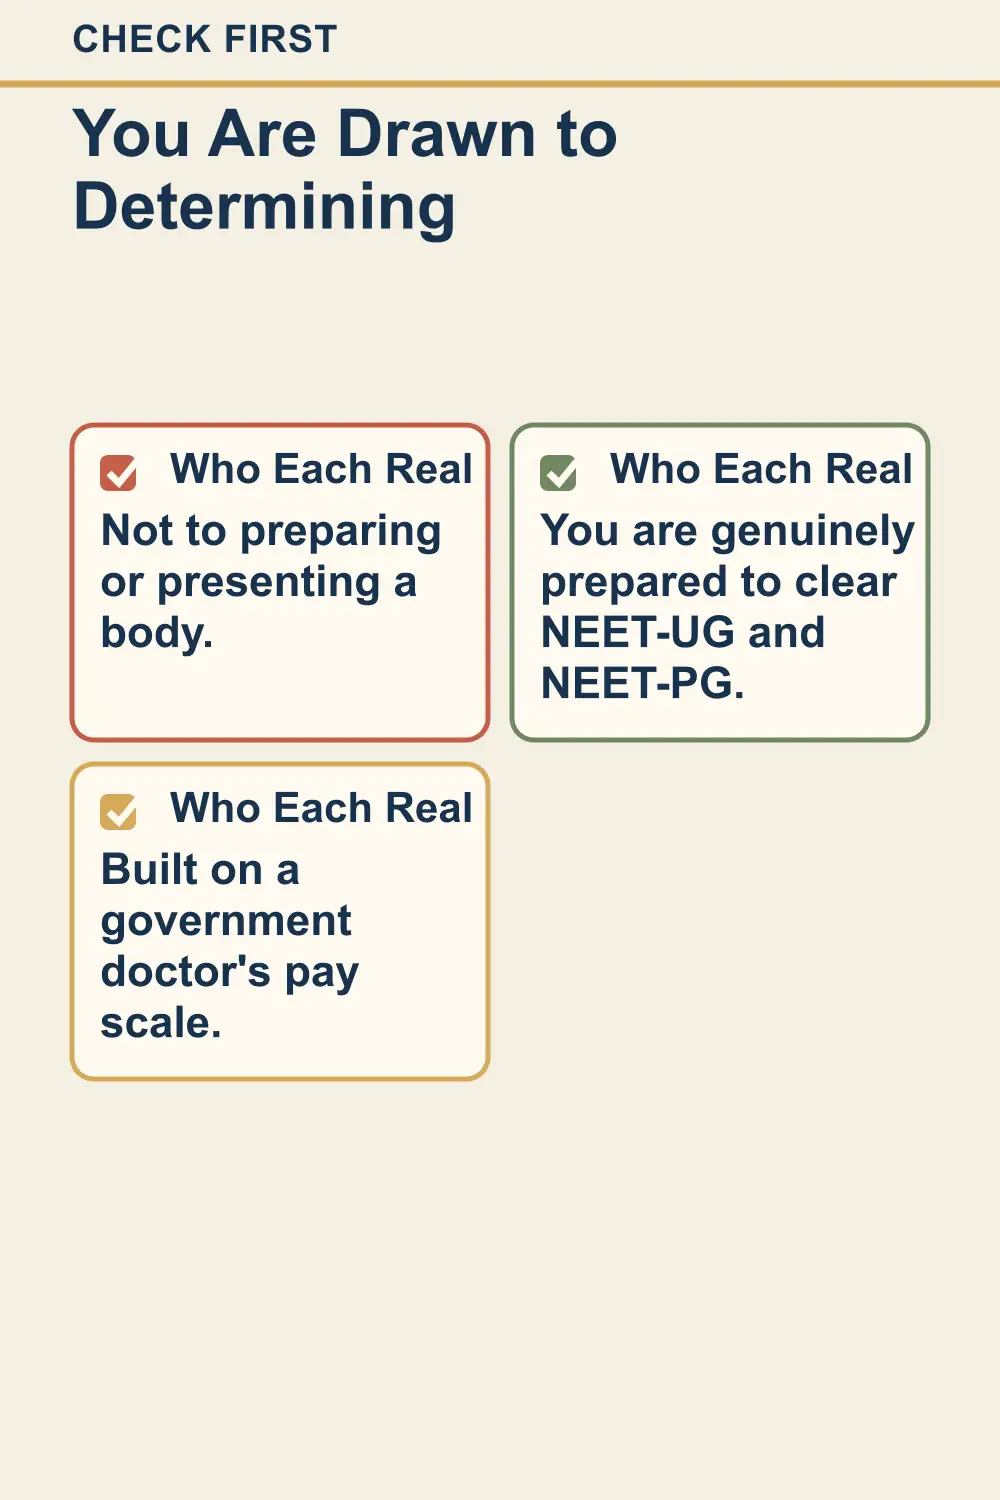 CHECK FIRST
You Are Drawn to
Determining
Who Each Real
Not to preparing
or presenting a
body.
Who Each Real
You are genuinely
prepared to clear
NEET-UG and
NEET-PG.
Who Each Real
Built on a
government
doctor's pay
scale.